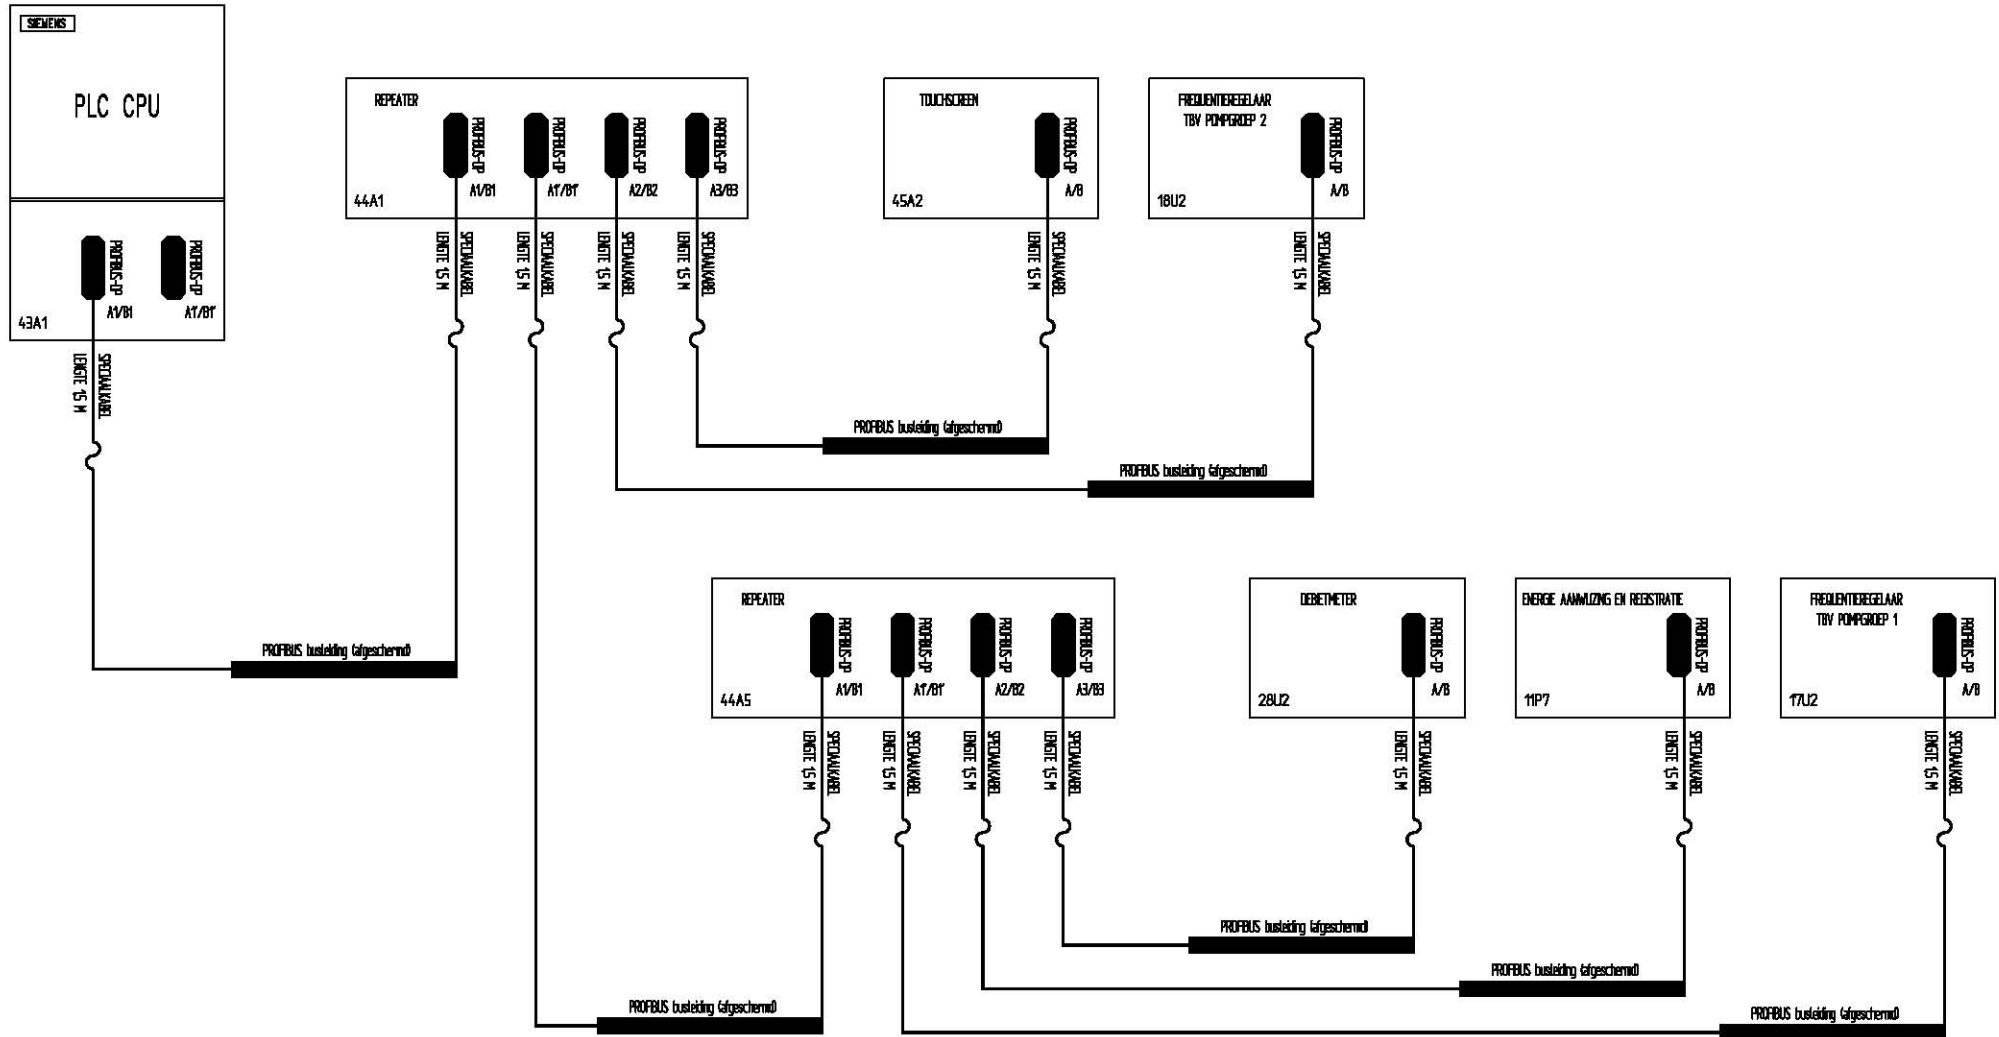 SIEMENS
PLC CPU
PROFIBUS-DP
A1/B1
PROFIBUS-DP
A1'/B1'
43A1
SPECIAALKABEL
LENGTE 1,5 M
REPEATER
PROFIBUS-DP
A1/B1
PROFIBUS-DP
A1'/B1'
PROFIBUS-DP
A2/B2
PROFIBUS-DP
A3/B3
44A1
SPECIAALKABEL
LENGTE 1,5 M
SPECIAALKABEL
LENGTE 1,5 M
SPECIAALKABEL
LENGTE 1,5 M
SPECIAALKABEL
LENGTE 1,5 M
TOUCHSCREEN
PROFIBUS-DP
A/B
45A2
SPECIAALKABEL
LENGTE 1,5 M
FREQUENTIEREGELAAR
TBV POMPGROEP 2
PROFIBUS-DP
A/B
18U2
SPECIAALKABEL
LENGTE 1,5 M
PROFIBUS busleiding (afgeschermd)
PROFIBUS busleiding (afgeschermd)
PROFIBUS busleiding (afgeschermd)
REPEATER
PROFIBUS-DP
A1/B1
PROFIBUS-DP
A1'/B1'
PROFIBUS-DP
A2/B2
PROFIBUS-DP
A3/B3
44A5
SPECIAALKABEL
LENGTE 1,5 M
SPECIAALKABEL
LENGTE 1,5 M
SPECIAALKABEL
LENGTE 1,5 M
SPECIAALKABEL
LENGTE 1,5 M
DEBIETMETER
PROFIBUS-DP
A/B
28U2
SPECIAALKABEL
LENGTE 1,5 M
ENERGIE AANWIJZING EN REGISTRATIE
PROFIBUS-DP
A/B
11P7
SPECIAALKABEL
LENGTE 1,5 M
FREQUENTIEREGELAAR
TBV POMPGROEP 1
PROFIBUS-DP
A/B
17U2
SPECIAALKABEL
LENGTE 1,5 M
PROFIBUS busleiding (afgeschermd)
PROFIBUS busleiding (afgeschermd)
PROFIBUS busleiding (afgeschermd)
PROFIBUS busleiding (afgeschermd)